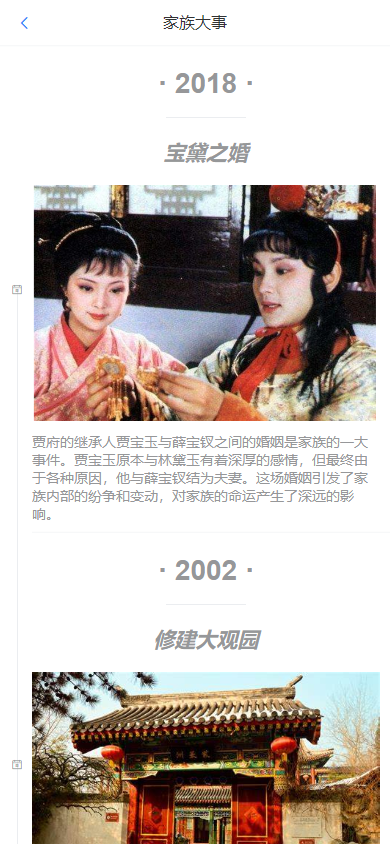 家族大事
· 2018 ·
宝黛之婚
贾府的继承人贾宝玉与薛宝钗之间的婚姻是家族的一大
事件。贾宝玉原本与林黛玉有着深厚的感情，但最终由
于各种原因，他与薛宝钗结为夫妻。这场婚姻引发了家
族内部的纷争和变动，对家族的命运产生了深远的影
响。
· 2002 ·
修建大观园